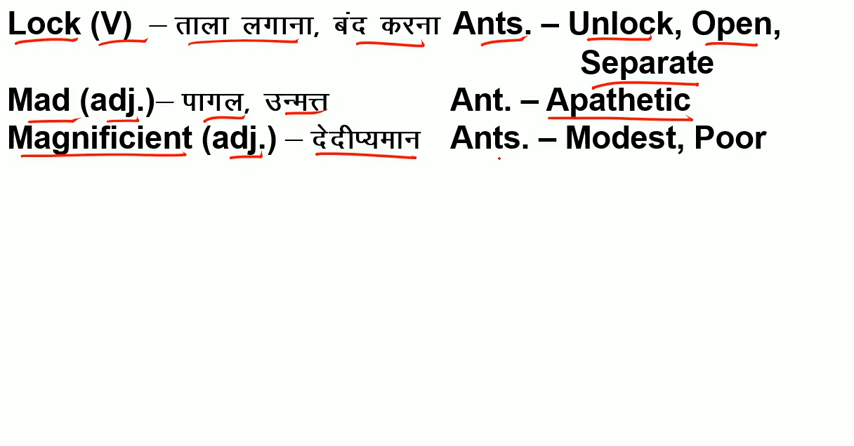 Lock (V) – ताला लगाना, बंद करना Ants. – Unlock, Open,
Separate
Mad (adj.)– पागल, उन्मत्त Ant. – Apathetic
Magnificient (adj.) – देदीप्यमान Ants. – Modest, Poor